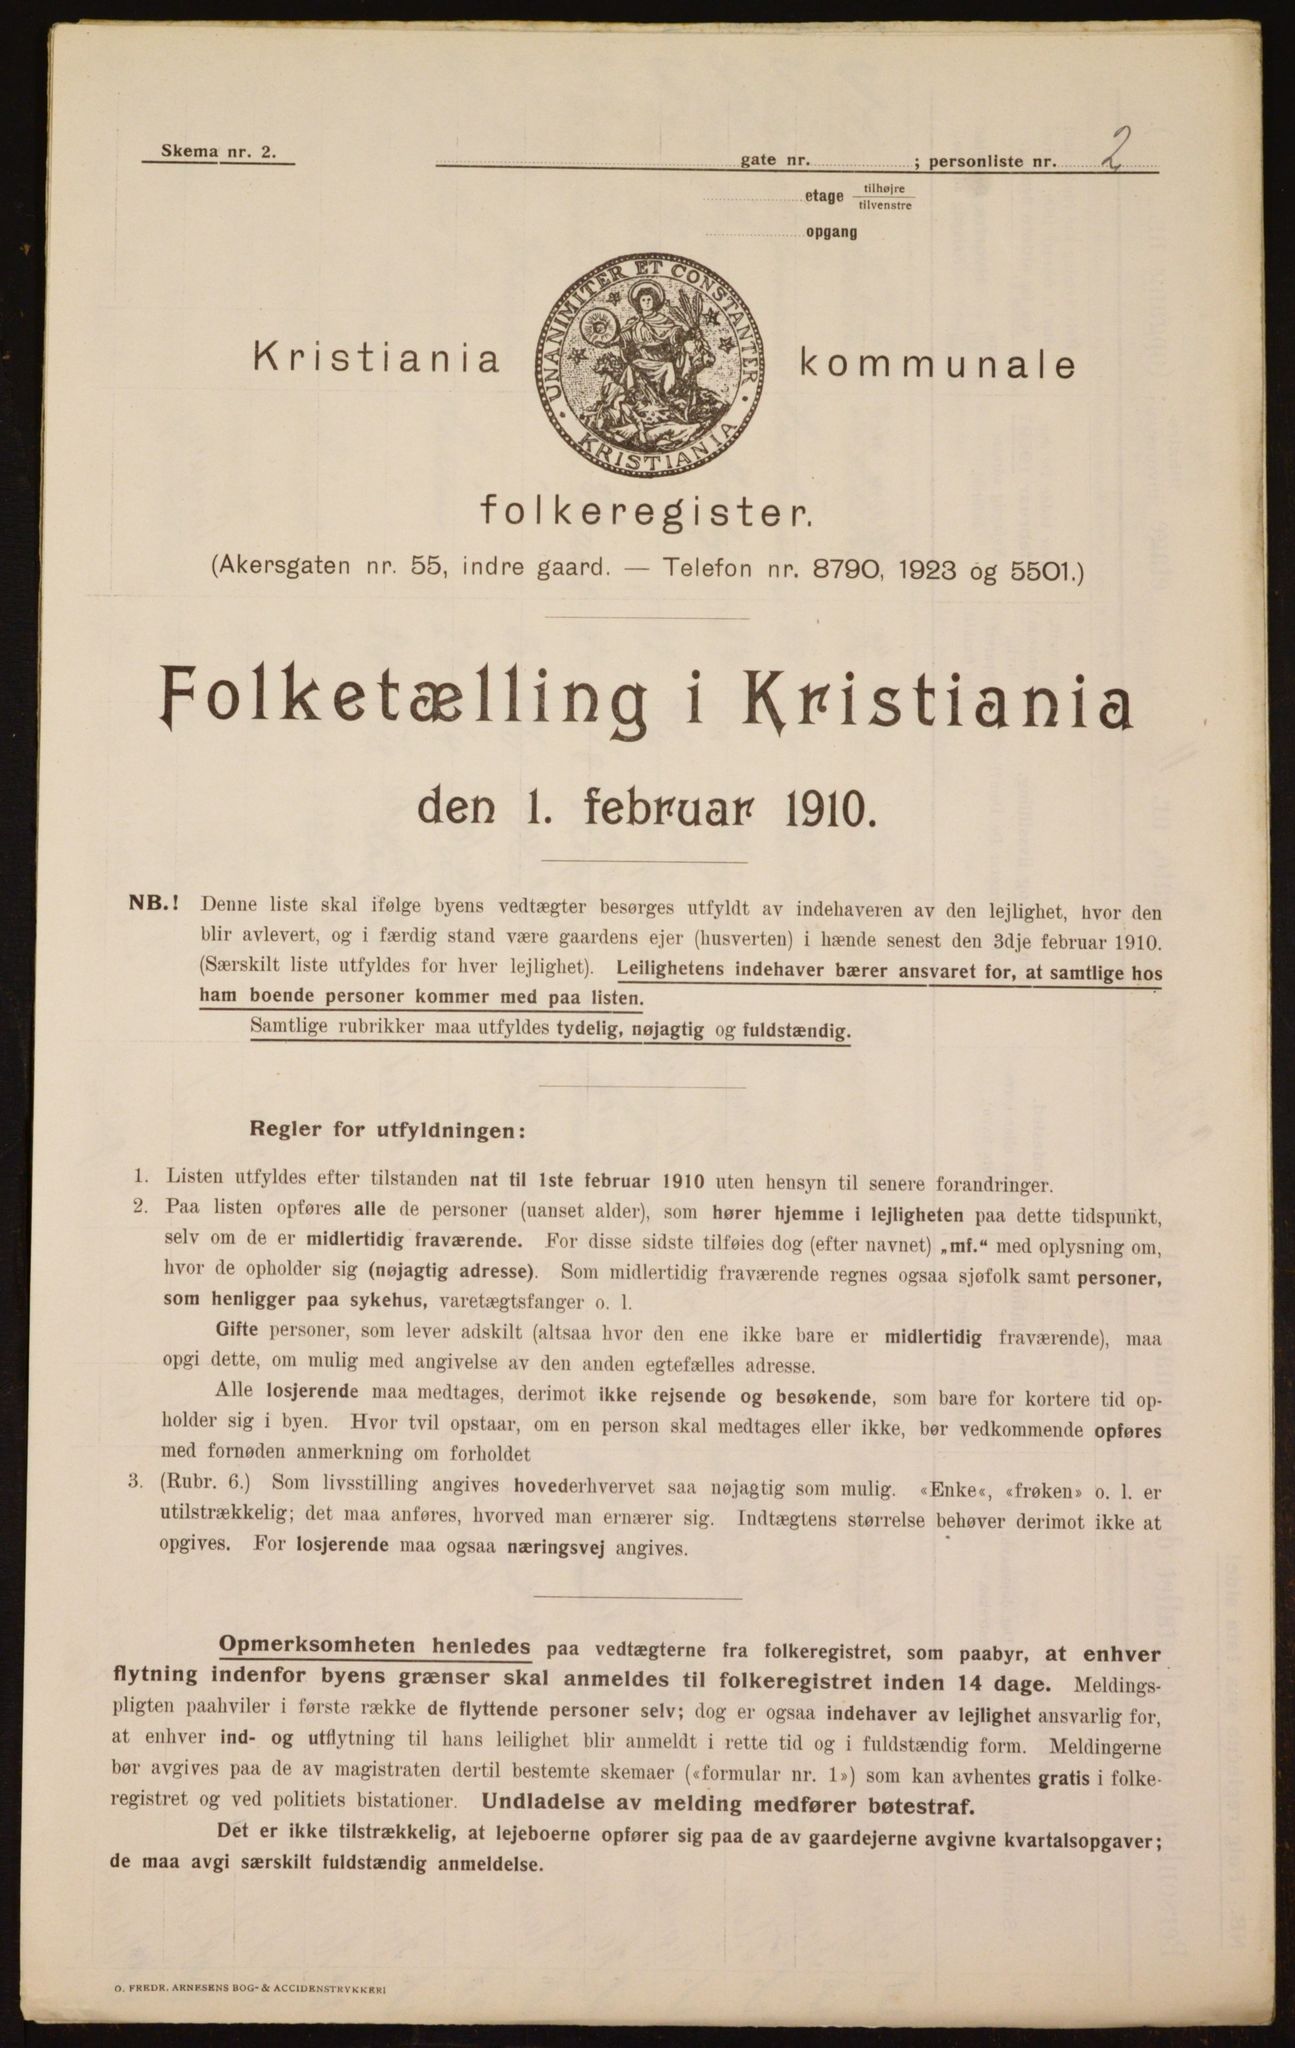 Skema nr. 2.
gate nr. ; personliste nr. 2
etage tilhøjre
tilvenstre
opgang
UNANIMITER ET CONSTANTER
KRISTIANIA
Kristiania kommunale
folkeregister.
(Akersgaten nr. 55, indre gaard. — Telefon nr. 8790, 1923 og 5501.)
Folketælling i Kristiania
den 1. februar 1910.
NB.! Denne liste skal ifølge byens vedtægter besørges utfyldt av indehaveren av den lejlighet, hvor den
blir avlevert, og i færdig stand være gaardens ejer (husverten) i hænde senest den 3dje februar 1910.
(Særskilt liste utfyldes for hver lejlighet). Leilighetens indehaver bærer ansvaret for, at samtlige hos
ham boende personer kommer med paa listen.
Samtlige rubrikker maa utfyldes tydelig, nøjagtig og fuldstændig.
Regler for utfyldningen:
1. Listen utfyldes efter tilstanden nat til 1ste februar 1910 uten hensyn til senere forandringer.
2. Paa listen opføres alle de personer (uanset alder), som hører hjemme i lejligheten paa dette tidspunkt,
selv om de er midlertidig fraværende. For disse sidste tilføies dog (efter navnet) „mf.“ med oplysning om,
hvor de opholder sig (nøjagtig adresse). Som midlertidig fraværende regnes ogsaa sjøfolk samt personer,
som henligger paa sykehus, varetægtsfanger o. l.
Gifte personer, som lever adskilt (altsaa hvor den ene ikke bare er midlertidig fraværende), maa
opgi dette, om mulig med angivelse av den anden egtefælles adresse.
Alle losjerende maa medtages, derimot ikke rejsende og besøkende, som bare for kortere tid op-
holder sig i byen. Hvor tvil opstaar, om en person skal medtages eller ikke, bør vedkommende opføres
med fornøden anmerkning om forholdet
3. (Rubr. 6.) Som livsstilling angives hovederhvervet saa nøjagtig som mulig. «Enke«, «frøken» o. l. er
utilstrækkelig; det maa anføres, hvorved man ernærer sig. Indtægtens størrelse behøver derimot ikke at
opgives. For losjerende maa ogsaa næringsvej angives.
Opmerksomheten henledes paa vedtægterne fra folkeregistret, som paabyr, at enhver
flytning indenfor byens grænser skal anmeldes til folkeregistret inden 14 dage. Meldings-
pligten paahviler i første række de flyttende personer selv; dog er ogsaa indehaver av lejlighet ansvarlig for,
at enhver ind- og utflytning til hans leilighet blir anmeldt i rette tid og i fuldstændig form. Meldingerne
bør avgives paa de av magistraten dertil bestemte skemaer («formular nr. 1») som kan avhentes gratis i folke-
registret og ved politiets bistationer. Undladelse av melding medfører bøtestraf.
Det er ikke tilstrækkelig, at lejeboerne opfører sig paa de av gaardejerne avgivne kvartalsopgaver;
de maa avgi særskilt fuldstændig anmeldelse.
O. FREDR. ARNESENS BOG- & ACCIDENSTRYKKERI